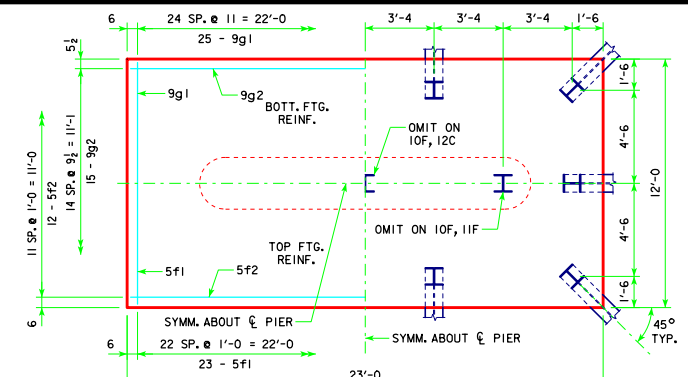 6
24 SP. @ 11 = 22'-0
25 - 9g1
3'-4
3'-4
3'-4
1'-6
5½
9g1
9g2
BOTT. FTG.
REINF.
11 SP. @ 1'-0 = 11'-0
12 - 5f2
14 SP. @ 9½ = 11'-1
15 - 9g2
OMIT ON
10F, 12C
OMIT ON 10F, 11F
1'-6
4'-6
12'-0
4'-6
1'-6
TOP FTG.
REINF.
5f1
5f2
6
SYMM. ABOUT ℄ PIER
SYMM. ABOUT ℄ PIER
45°
TYP.
6
22 SP. @ 1'-0 = 22'-0
23 - 5f1
23'-0